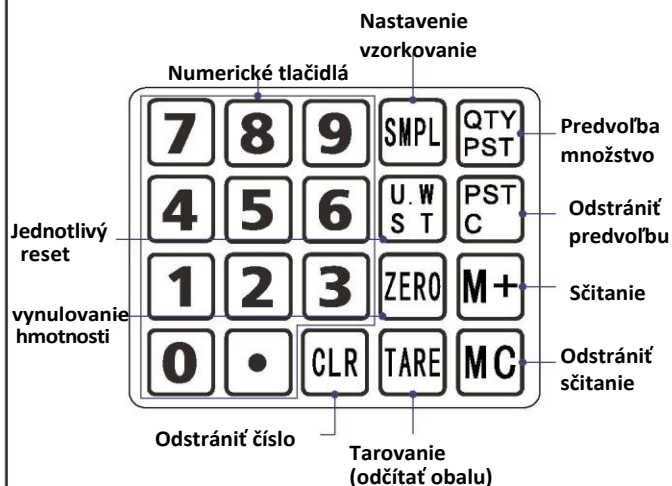 Nastavenie
vzorkovanie
Numerické tlačidlá
7 8 9 SMPL QTY PST
Predvoľba
množstvo
4 5 6 U.W S T PST C
Odstrániť
predvoľbu
Jednotlivý
reset
1 2 3 ZERO M+
Sčitanie
vynulovanie
hmotnosti
0 • CLR TARE MC
Odstrániť
sčitanie
Odstrániť číslo
Tarovanie
(odčítať obalu)